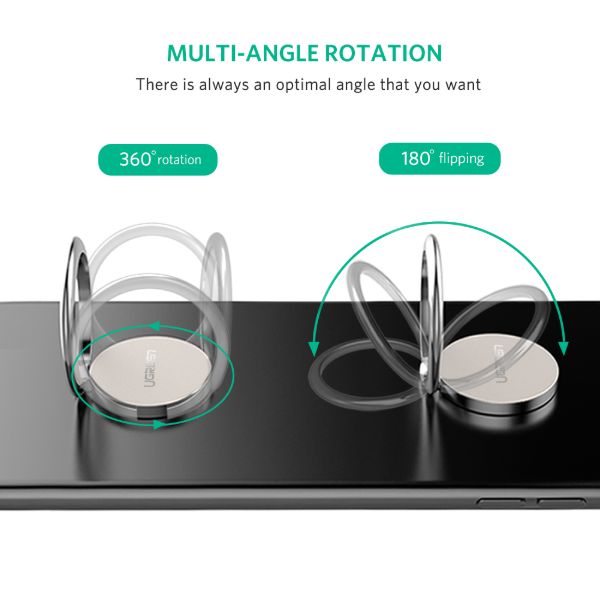 MULTI-ANGLE ROTATION
There is always an optimal angle that you want
360° rotation
180° flipping
UGREEN
UGREEN